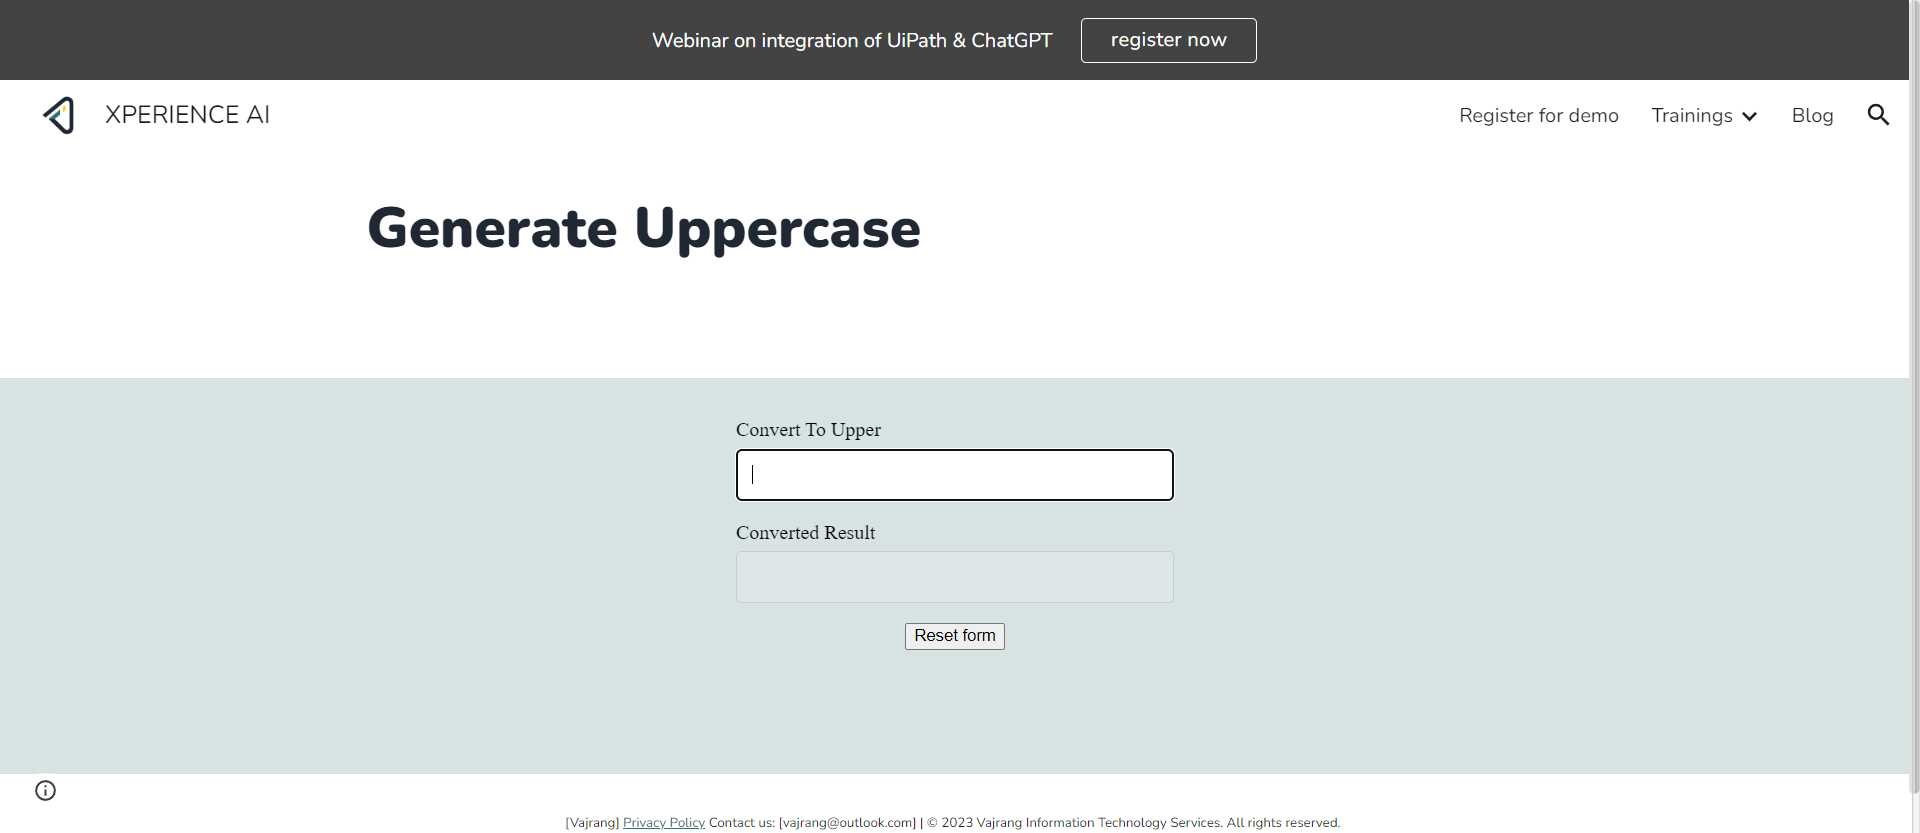 Webinar on integration of UiPath & ChatGPT
register now
XPERIENCE AI
Register for demo
Trainings
Blog
Generate Uppercase
Convert To Upper
Converted Result
Reset form
[Vajrang] Privacy Policy Contact us: [vajrang@outlook.com] | © 2023 Vajrang Information Technology Services. All rights reserved.